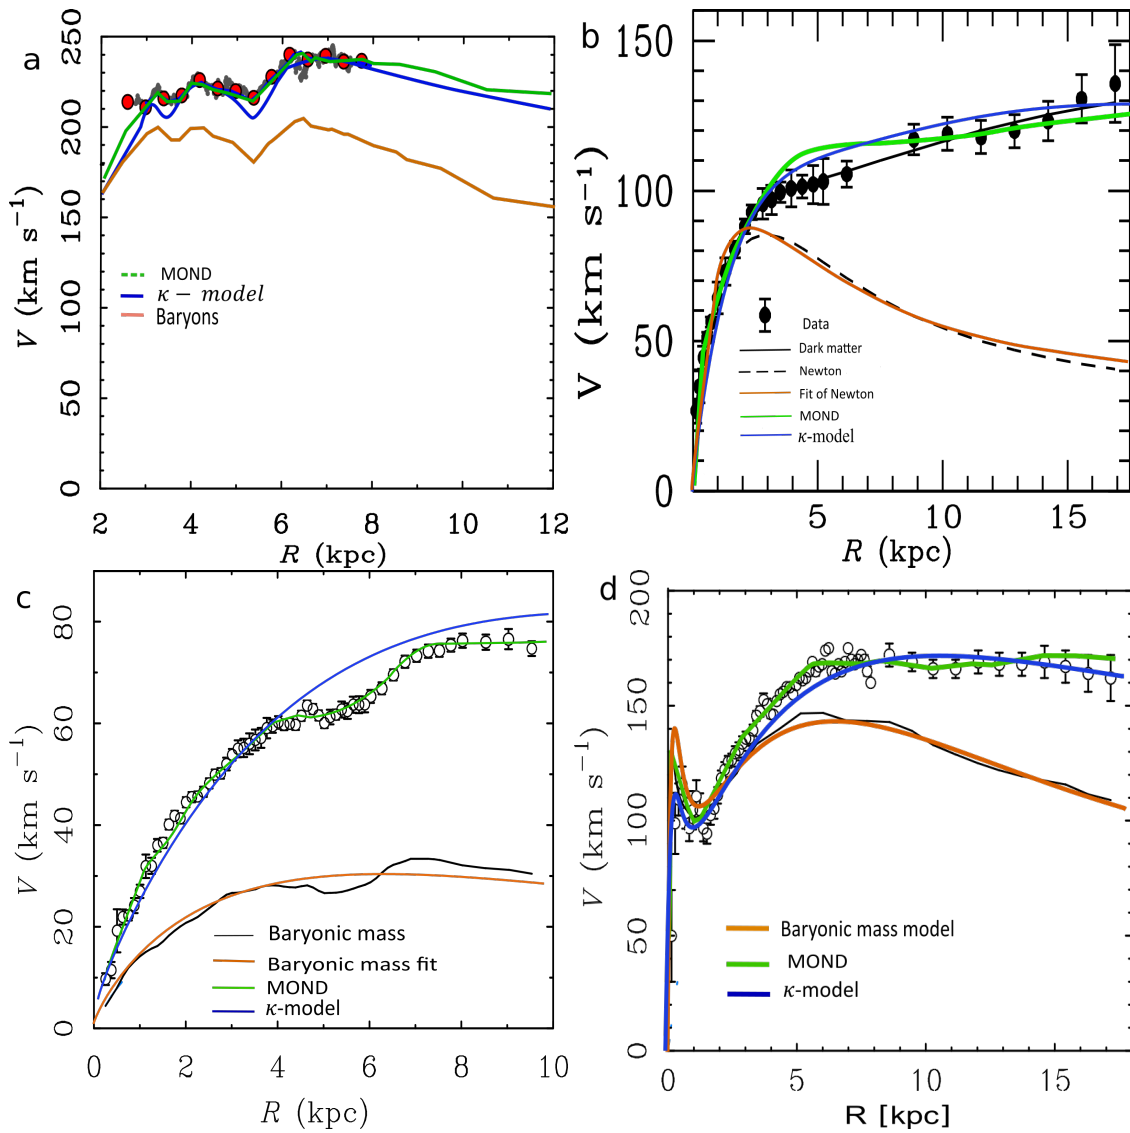 a
250
200
150
200
150
100
50
0
V (km s⁻¹)
MOND
κ − model
Baryons
2 4 6 8 10 12
R (kpc)
b
150
100
50
0
V (km s⁻¹)
Data
Dark matter
Newton
Fit of Newton
MOND
κ-model
5 10 15
R (kpc)
c
80
60
40
20
0
V (km s⁻¹)
Baryonic mass
Baryonic mass fit
MOND
κ-model
0 2 4 6 8 10
R (kpc)
d
200
150
100
50
0
V (km s⁻¹)
Baryonic mass model
MOND
κ-model
0 5 10 15
R [kpc]